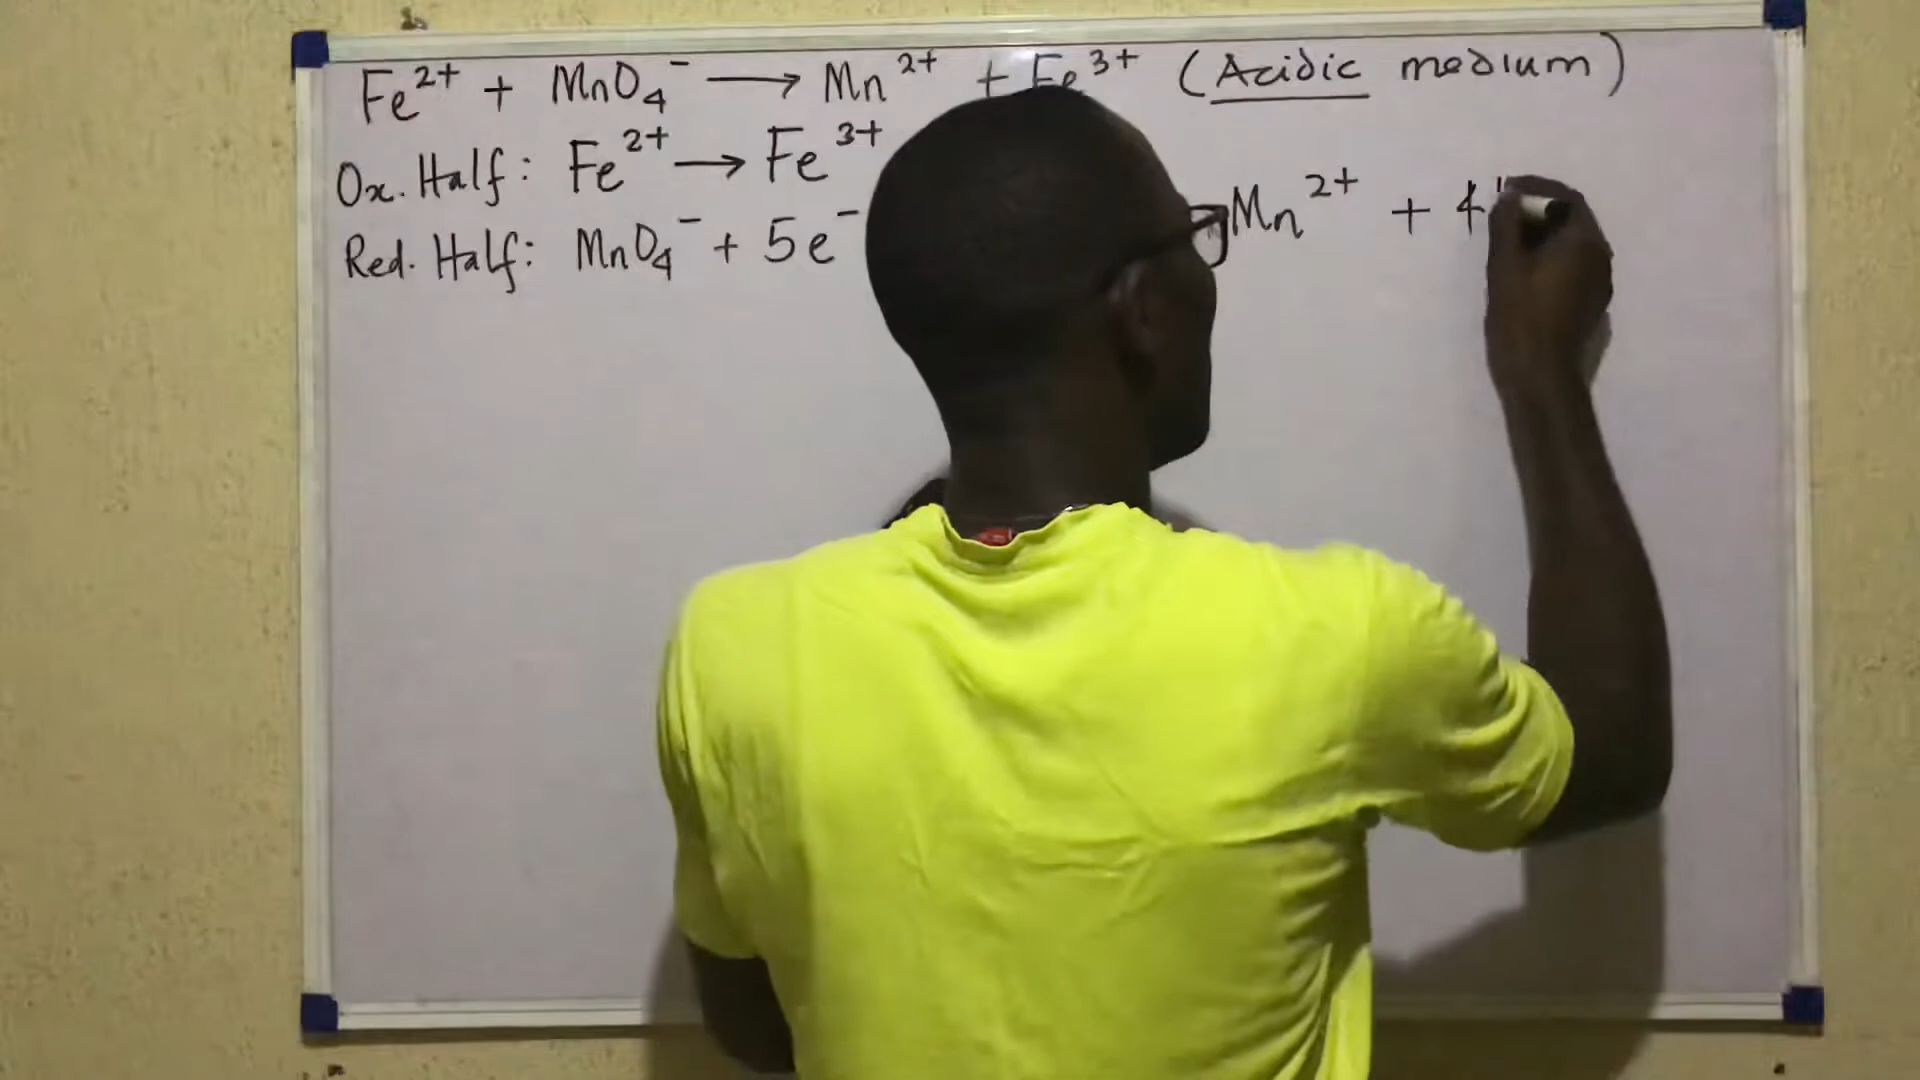 Fe²⁺ + MnO₄⁻ ⟶ Mn²⁺ + Fe³⁺ (Acidic medium)
Ox. Half: Fe²⁺ ⟶ Fe³⁺
Red. Half: MnO₄⁻ + 5e⁻ Mn²⁺ + 4